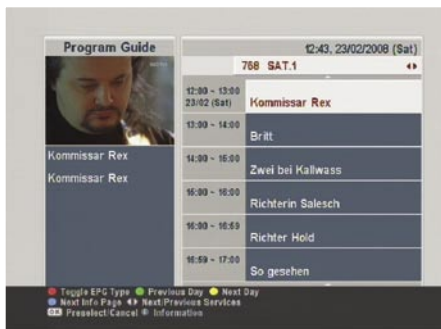 Program Guide
12:43, 23/02/2008 (Sat)
768 SAT.1
12:00 ~ 13:00
23/02 (Sat)
Kommissar Rex
13:00 ~ 14:00
Britt
14:00 ~ 15:00
Zwei bei Kallwass
15:00 ~ 16:00
Richterin Salesch
16:00 ~ 16:59
Richter Hold
16:59 ~ 17:00
So gesehen
Kommissar Rex
Kommissar Rex
Toggle EPG Type Previous Day Next Day
Next Info Page Next/Previous Services
OK Preselect/Cancel Information